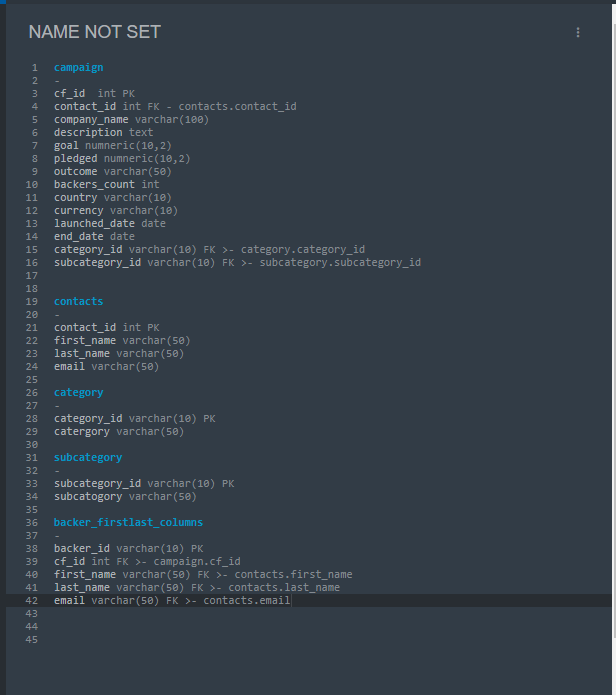 NAME NOT SET
1 campaign
2 -
3 cf_id  int PK
4 contact_id int FK - contacts.contact_id
5 company_name varchar(100)
6 description text
7 goal numneric(10,2)
8 pledged numneric(10,2)
9 outcome varchar(50)
10 backers_count int
11 country varchar(10)
12 currency varchar(10)
13 launched_date date
14 end_date date
15 category_id varchar(10) FK >- category.category_id
16 subcategory_id varchar(10) FK >- subcategory.subcategory_id
17
18
19 contacts
20 -
21 contact_id int PK
22 first_name varchar(50)
23 last_name varchar(50)
24 email varchar(50)
25
26 category
27 -
28 category_id varchar(10) PK
29 catergory varchar(50)
30
31 subcategory
32 -
33 subcategory_id varchar(10) PK
34 subcatogory varchar(50)
35
36 backer_firstlast_columns
37 -
38 backer_id varchar(10) PK
39 cf_id int FK >- campaign.cf_id
40 first_name varchar(50) FK >- contacts.first_name
41 last_name varchar(50) FK >- contacts.last_name
42 email varchar(50) FK >- contacts.email
43
44
45